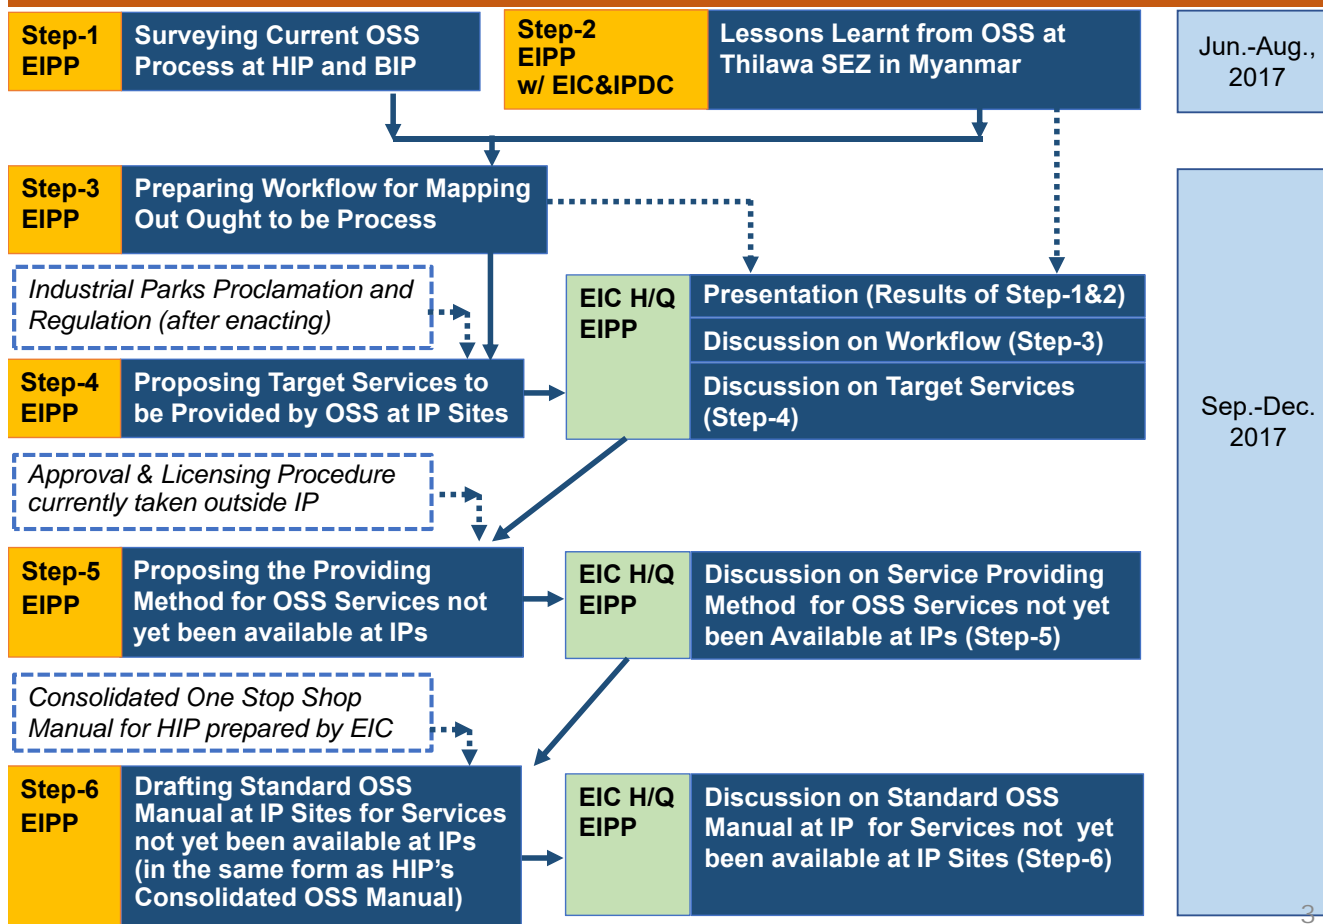 Step-1
EIPP
Surveying Current OSS
Process at HIP and BIP
Step-2
EIPP
w/ EIC&IPDC
Lessons Learnt from OSS at
Thilawa SEZ in Myanmar
Jun.-Aug.,
2017
Step-3
EIPP
Preparing Workflow for Mapping
Out Ought to be Process
Industrial Parks Proclamation and
Regulation (after enacting)
EIC H/Q
EIPP
Presentation (Results of Step-1&2)
Discussion on Workflow (Step-3)
Discussion on Target Services
(Step-4)
Step-4
EIPP
Proposing Target Services to
be Provided by OSS at IP Sites
Sep.-Dec.
2017
Approval & Licensing Procedure
currently taken outside IP
Step-5
EIPP
Proposing the Providing
Method for OSS Services not
yet been available at IPs
EIC H/Q
EIPP
Discussion on Service Providing
Method for OSS Services not yet
been Available at IPs (Step-5)
Consolidated One Stop Shop
Manual for HIP prepared by EIC
Step-6
EIPP
Drafting Standard OSS
Manual at IP Sites for Services
not yet been available at IPs
(in the same form as HIP’s
Consolidated OSS Manual)
EIC H/Q
EIPP
Discussion on Standard OSS
Manual at IP for Services not yet
been available at IP Sites (Step-6)
3